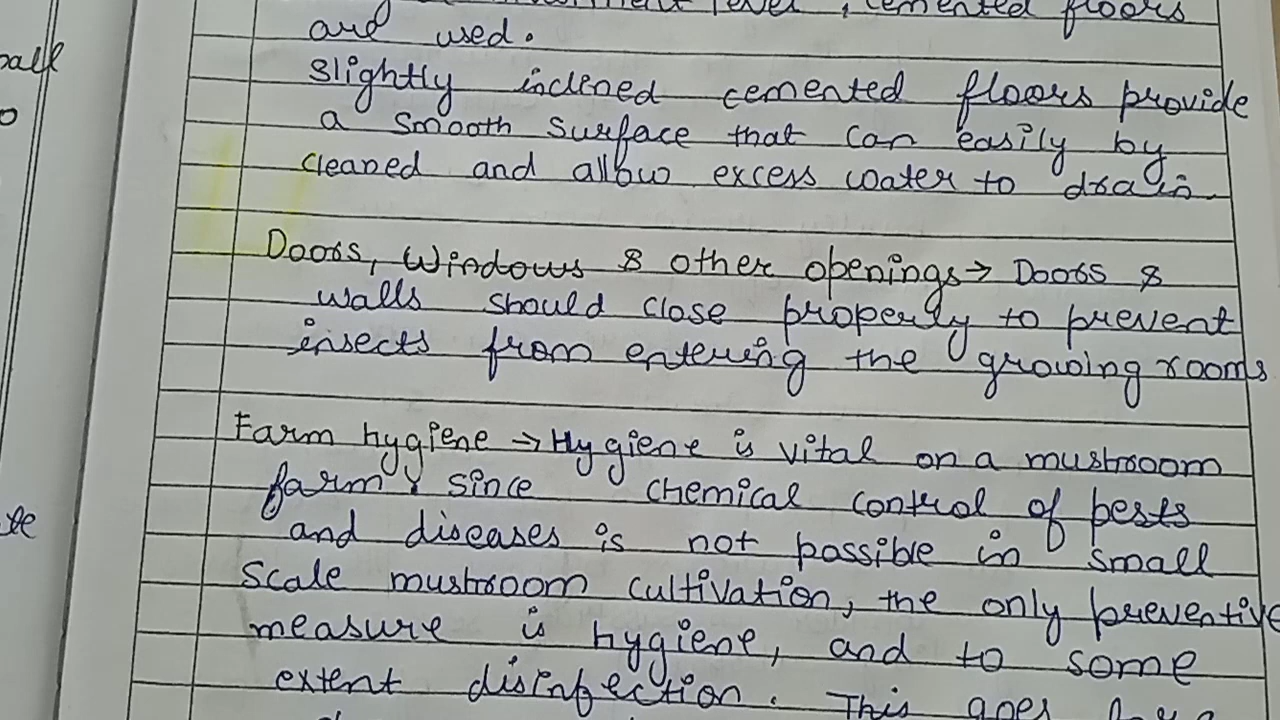 level, cemented floors
are used.
slightly inclined cemented floors provide
a smooth surface that can easily by
cleaned and allow excess water to drain
Doors, Windows & other openings → Doors &
walls should close properly to prevent
insects from entering the growing rooms
Farm hygiene → Hygiene is vital on a mushroom
farm, since chemical control of pests
and diseases is not possible in small
scale mushroom cultivation, the only preventive
measure is hygiene, and to some
extent disinfection. This goes